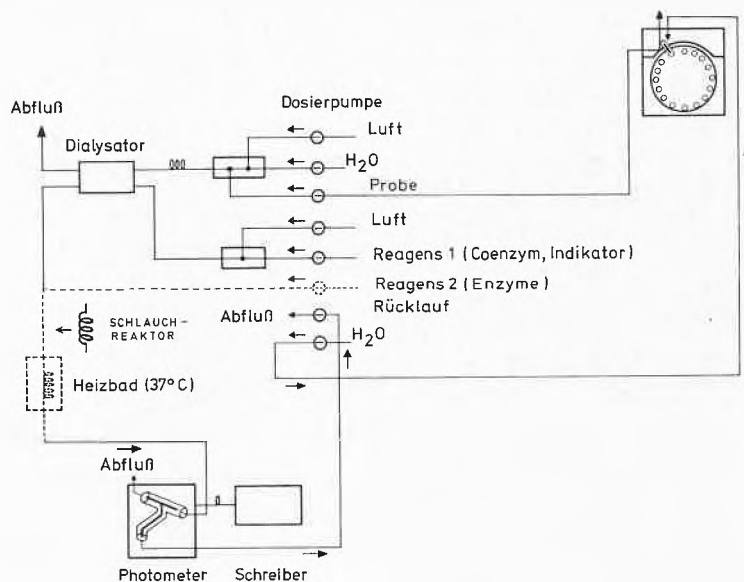 Abfluß
Dosierpumpe
Luft
Dialysator
H2O
Probe
Luft
Reagens 1 (Coenzym, Indikator)
Reagens 2 (Enzyme)
Rücklauf
Abfluß
H2O
SCHLAUCH-
REAKTOR
Heizbad (37°C)
Abfluß
Photometer
Schreiber